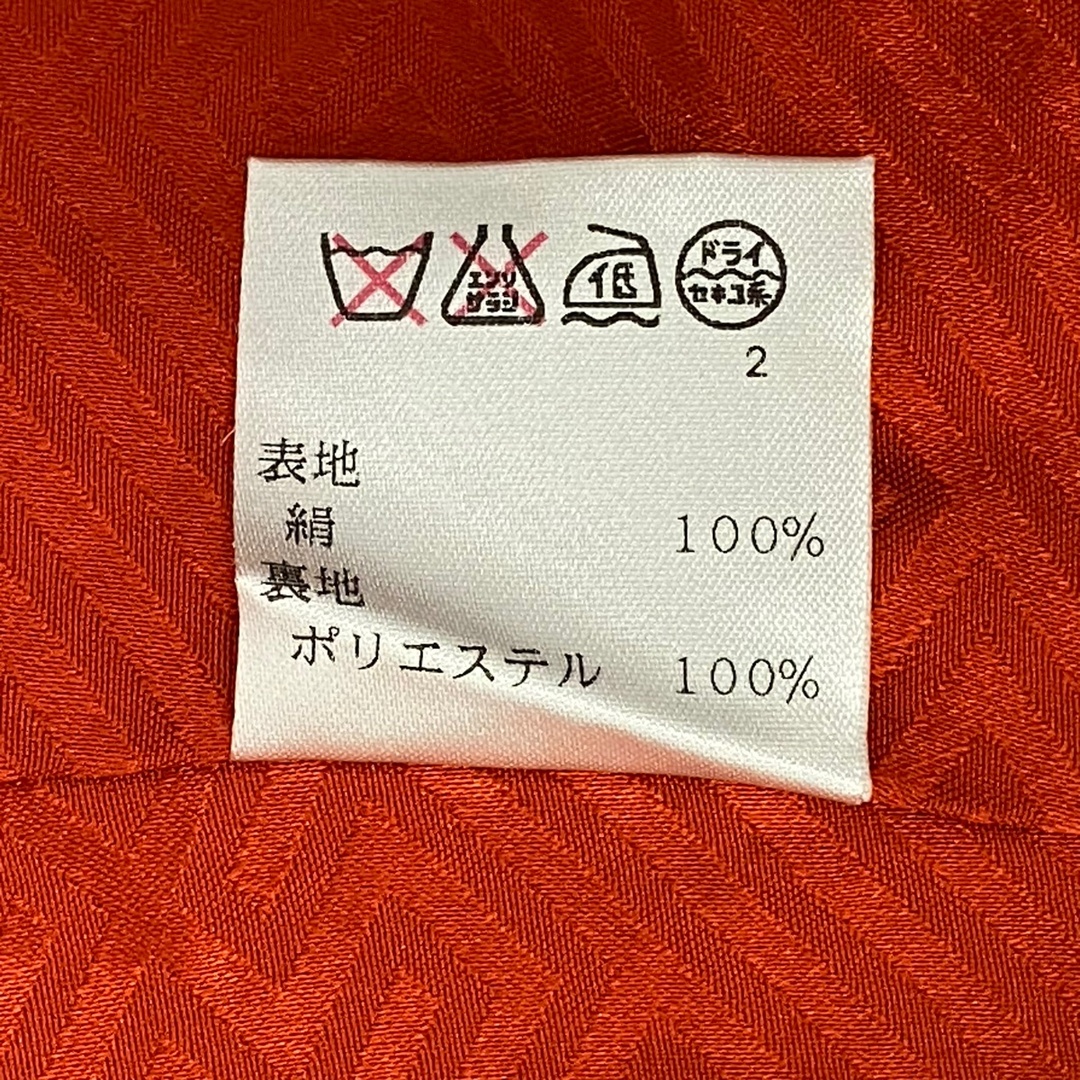 エンソ
サラシ
低
ドライ
セキユ系
2
表地
絹 100%
裏地
ポリエステル 100%